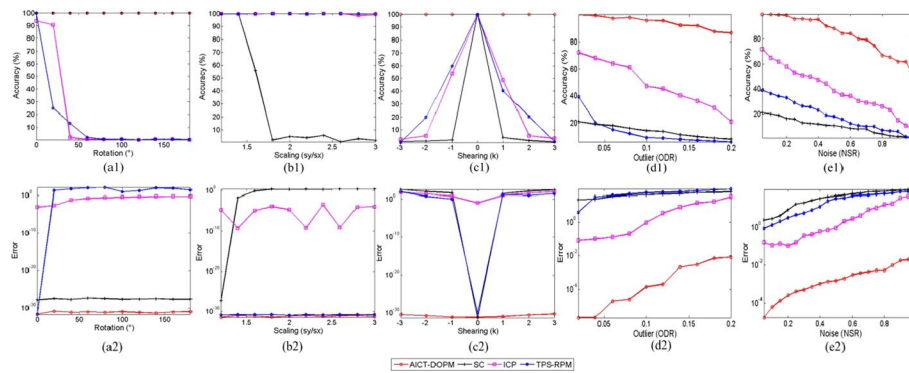 100 90 80 70 60 50 40 30 20 10
Accuracy (%)
0 50 100 150
Rotation (°)
(a1)
100 90 80 70 60 50 40 30 20 10
Accuracy (%)
1.5 2 2.5 3
Scaling (sy/sx)
(b1)
100 90 80 70 60 50 40 30 20 10
Accuracy (%)
-3 -2 -1 0 1 2 3
Shearing (k)
(c1)
80 60 40 20
Accuracy (%)
0.05 0.1 0.15 0.2
Outlier (ODR)
(d1)
100 80 60 40 20
Accuracy (%)
0.2 0.4 0.6 0.8
Noise (NSR)
(e1)
Error
0 50 100 150
Rotation (°)
(a2)
Error
1.5 2 2.5 3
Scaling (sy/sx)
(b2)
Error
-3 -2 -1 0 1 2 3
Shearing (k)
(c2)
Error
0.05 0.1 0.15 0.2
Outlier (ODR)
(d2)
Error
0.2 0.4 0.6 0.8
Noise (NSR)
(e2)
AICT-DOPM SC ICP TPS-RPM